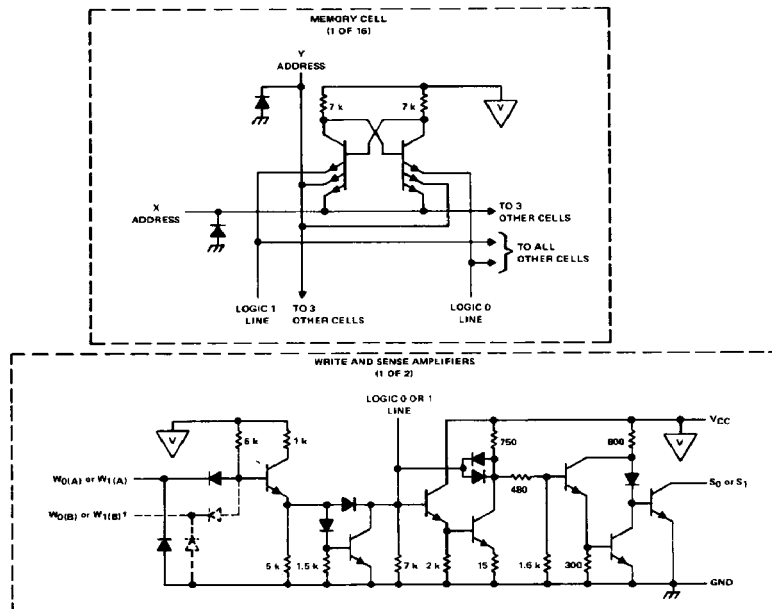 MEMORY CELL
(1 OF 16)
Y
ADDRESS
7 k
7 k
V
X
ADDRESS
TO 3
OTHER CELLS
TO ALL
OTHER CELLS
LOGIC 1
LINE
TO 3
OTHER CELLS
LOGIC 0
LINE
WRITE AND SENSE AMPLIFIERS
(1 OF 2)
LOGIC 0 OR 1
LINE
V
VCC
V
5 k
1 k
750
800
W0(A) or W1(A)
480
S0 or S1
W0(B) or W1(B)†
5 k
1.5 k
7 k
2 k
15
1.6 k
300
GND